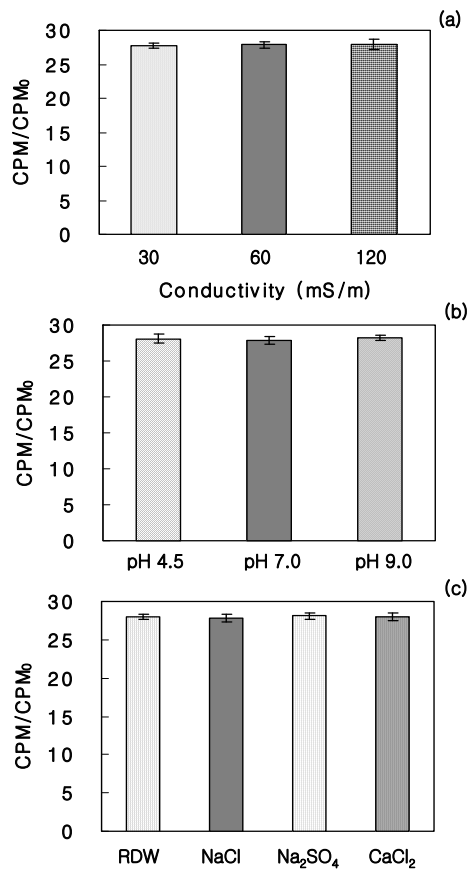 (a)
30
25
20
15
10
5
0
CPM/CPM₀
30 60 120
Conductivity (mS/m)
(b)
30
25
20
15
10
5
0
CPM/CPM₀
pH 4.5 pH 7.0 pH 9.0
(c)
30
25
20
15
10
5
0
CPM/CPM₀
RDW NaCl Na₂SO₄ CaCl₂